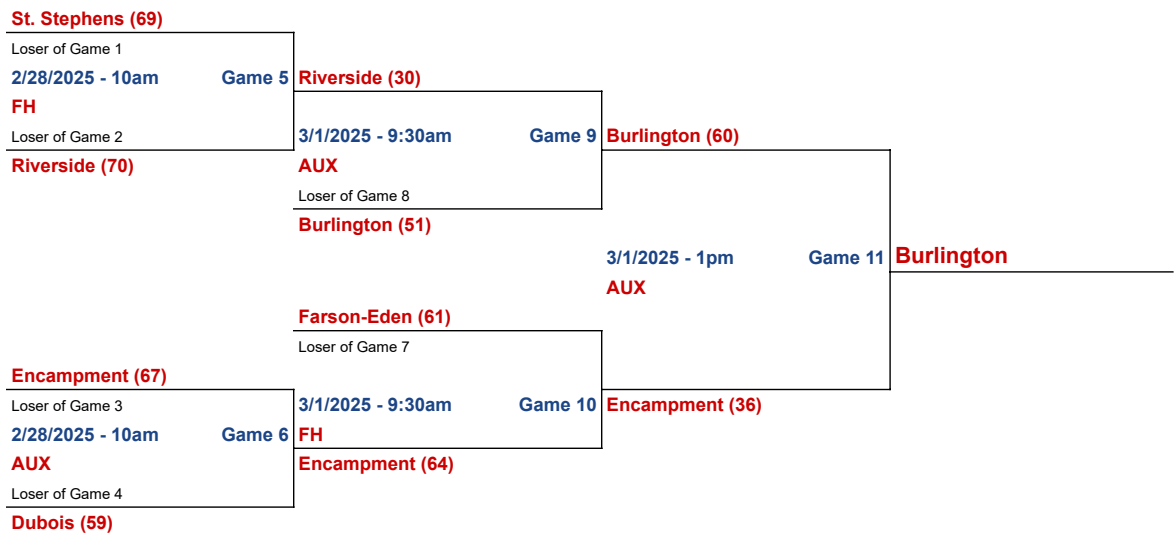 St. Stephens (69)
Loser of Game 1
2/28/2025 - 10am Game 5
FH
Loser of Game 2
Riverside (70)
Riverside (30)
3/1/2025 - 9:30am Game 9
AUX
Loser of Game 8
Burlington (51)
Burlington (60)
3/1/2025 - 1pm Game 11
AUX
Burlington
Farson-Eden (61)
Loser of Game 7
Encampment (67)
Loser of Game 3
2/28/2025 - 10am Game 6
AUX
Loser of Game 4
Dubois (59)
3/1/2025 - 9:30am Game 10
FH
Encampment (64)
Encampment (36)